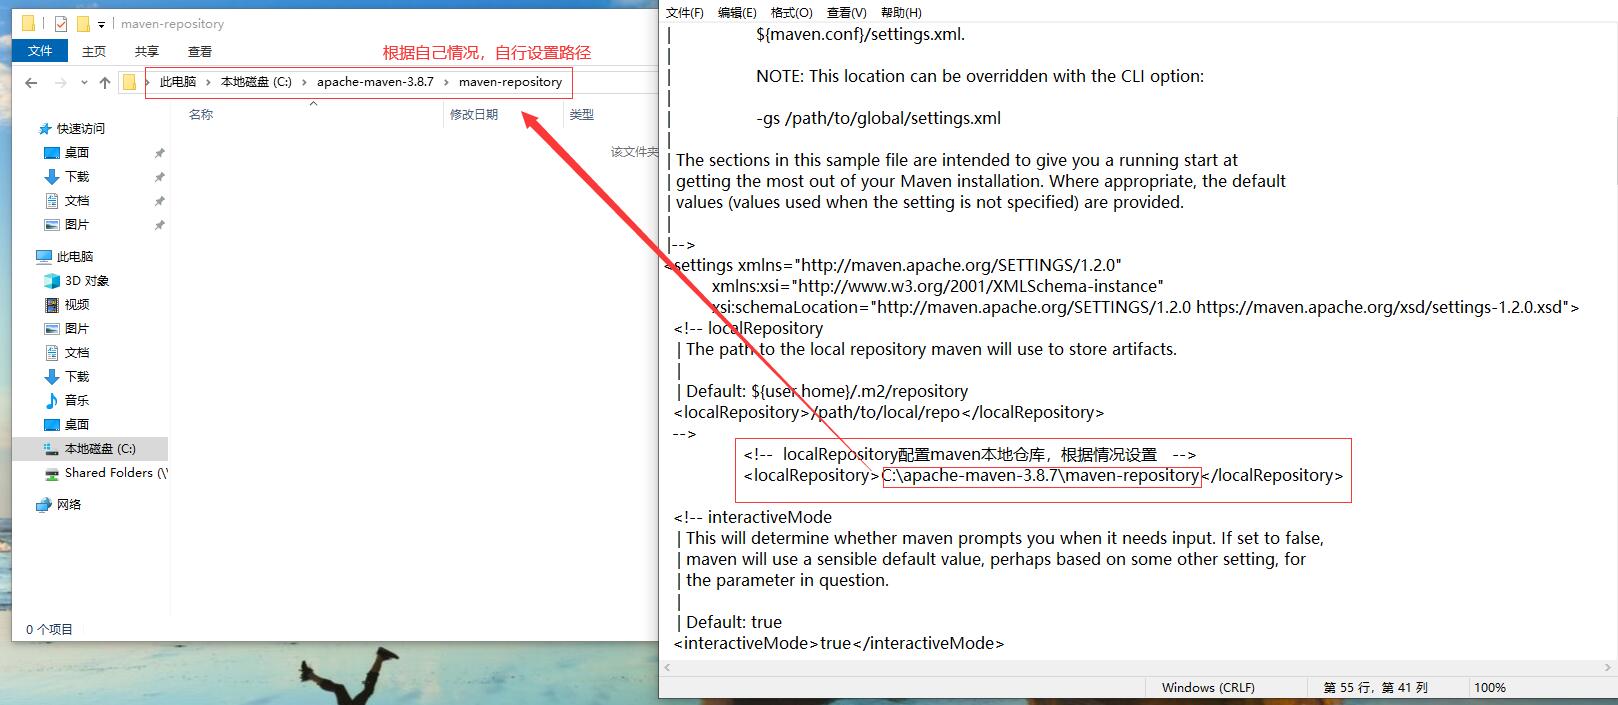 maven-repository
文件 主页 共享 查看
根据自己情况，自行设置路径
此电脑 › 本地磁盘 (C:) › apache-maven-3.8.7 › maven-repository
名称 修改日期 类型
该文件夹
快速访问
桌面
下载
文档
图片
此电脑
3D 对象
视频
图片
文档
下载
音乐
桌面
本地磁盘 (C:)
Shared Folders (\\
网络
0 个项目
文件(F) 编辑(E) 格式(O) 查看(V) 帮助(H)
| ${maven.conf}/settings.xml.
|
| NOTE: This location can be overridden with the CLI option:
|
| -gs /path/to/global/settings.xml
|
| The sections in this sample file are intended to give you a running start at
| getting the most out of your Maven installation. Where appropriate, the default
| values (values used when the setting is not specified) are provided.
|
|-->
<settings xmlns="http://maven.apache.org/SETTINGS/1.2.0"
xmlns:xsi="http://www.w3.org/2001/XMLSchema-instance"
xsi:schemaLocation="http://maven.apache.org/SETTINGS/1.2.0 https://maven.apache.org/xsd/settings-1.2.0.xsd">
<!-- localRepository
| The path to the local repository maven will use to store artifacts.
|
| Default: ${user.home}/.m2/repository
<localRepository>/path/to/local/repo</localRepository>
-->
<!-- localRepository配置maven本地仓库，根据情况设置 -->
<localRepository>C:\apache-maven-3.8.7\maven-repository</localRepository>
<!-- interactiveMode
| This will determine whether maven prompts you when it needs input. If set to false,
| maven will use a sensible default value, perhaps based on some other setting, for
| the parameter in question.
|
| Default: true
<interactiveMode>true</interactiveMode>
Windows (CRLF) 第 55 行，第 41 列 100%